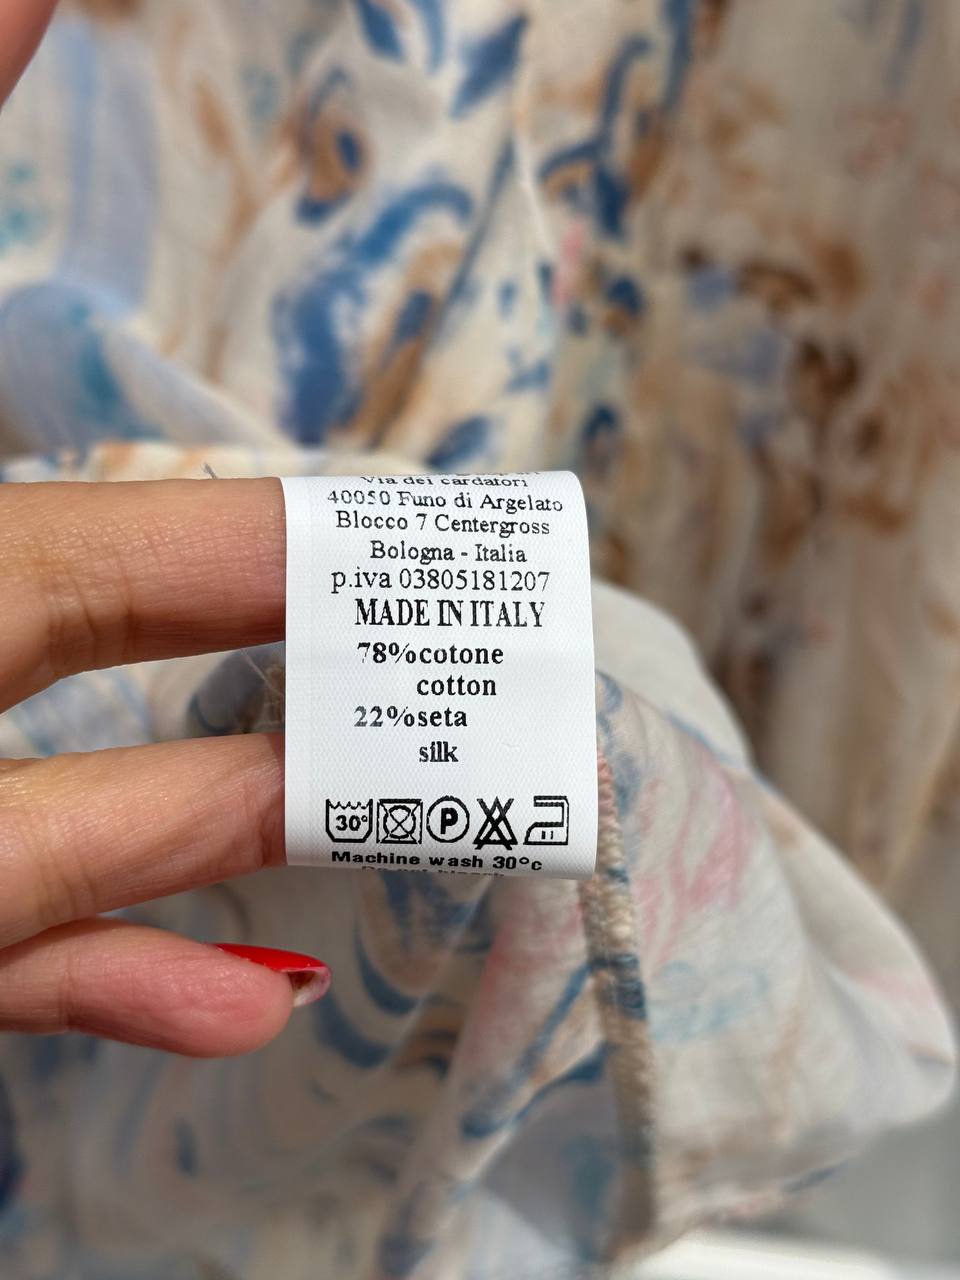 Via dei cardatori
40050 Funo di Argelato
Blocco 7 Centergross
Bologna - Italia
p.iva 03805181207
MADE IN ITALY
78%cotone
cotton
22%seta
silk
30° P
Machine wash 30°c